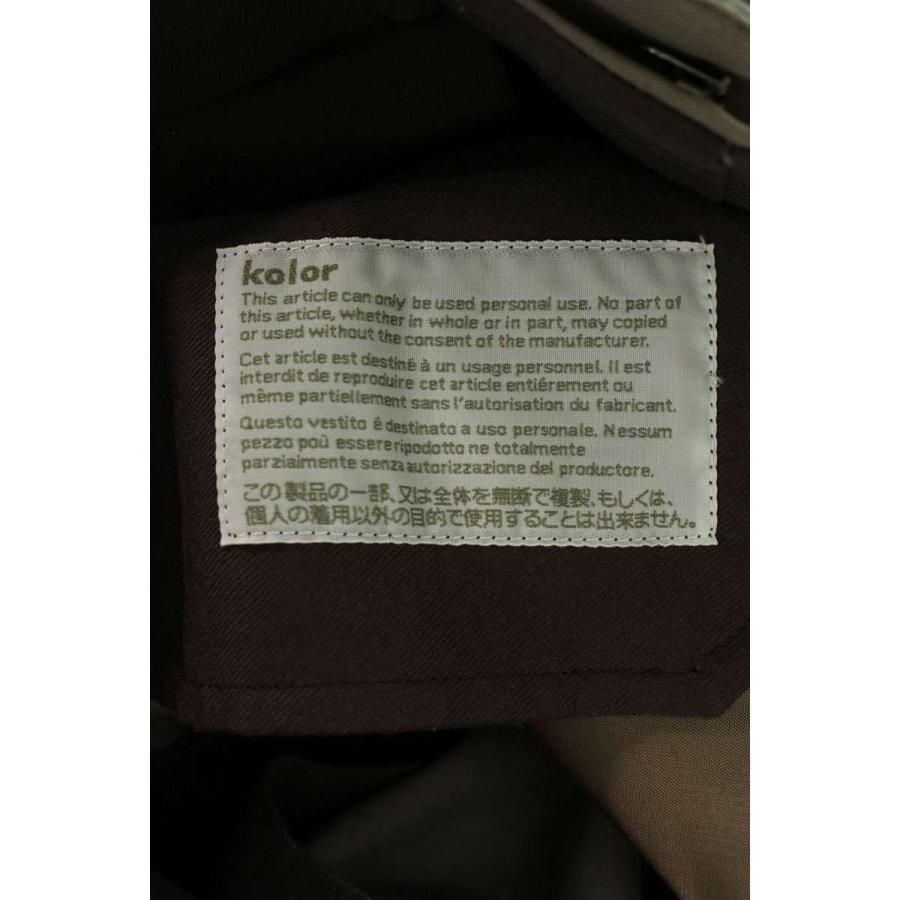 kolor
This article can only be used personal use. No part of
this article, whether in whole or in part, may copied
or used without the consent of the manufacturer.
Cet article est destiné à un usage personnel. Il est
interdit de reproduire cet article entiérement ou
même partiellement sans l'autorisation du fabricant.
Questo vestito é destinato a uso personale. Nessum
pezzo poù essere ripodotto ne totalmente
parziaimente senza autorizzazione del productore.
この製品の一部、又は全体を無断で複製、もしくは、
個人の着用以外の目的で使用することは出来ません。